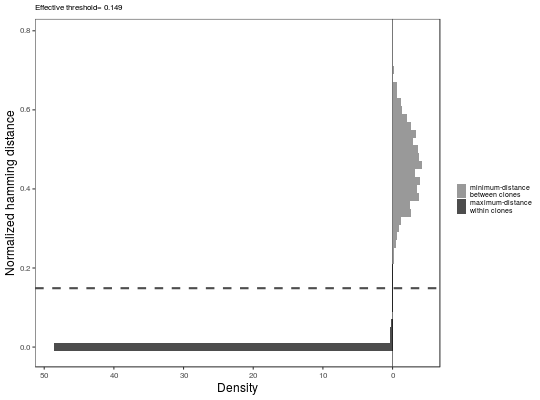 Effective threshold= 0.149
Normalized hamming distance
0.8
0.6
0.4
0.2
0.0
50
40
30
20
10
0
Density
minimum-distance
between clones
maximum-distance
within clones